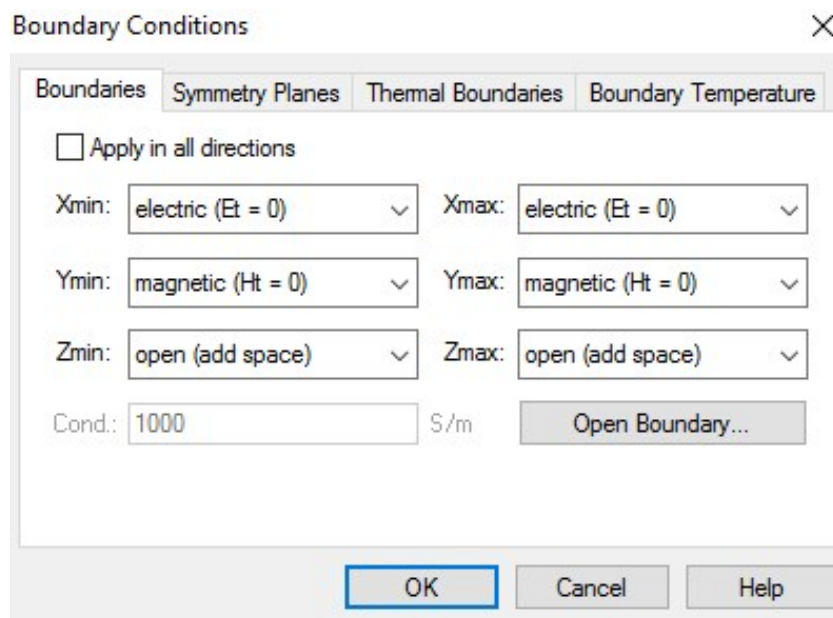 Boundary Conditions
Boundaries Symmetry Planes Thermal Boundaries Boundary Temperature
Apply in all directions
Xmin: electric (Et = 0) Xmax: electric (Et = 0)
Ymin: magnetic (Ht = 0) Ymax: magnetic (Ht = 0)
Zmin: open (add space) Zmax: open (add space)
Cond.: 1000 S/m Open Boundary...
OK Cancel Help